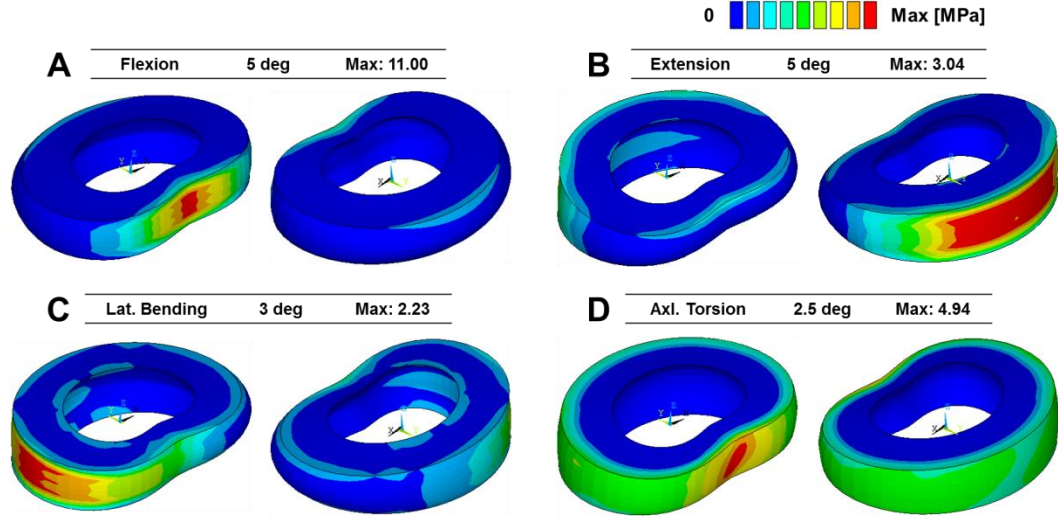 0 Max [MPa]
A Flexion 5 deg Max: 11.00
B Extension 5 deg Max: 3.04
C Lat. Bending 3 deg Max: 2.23
D Axl. Torsion 2.5 deg Max: 4.94